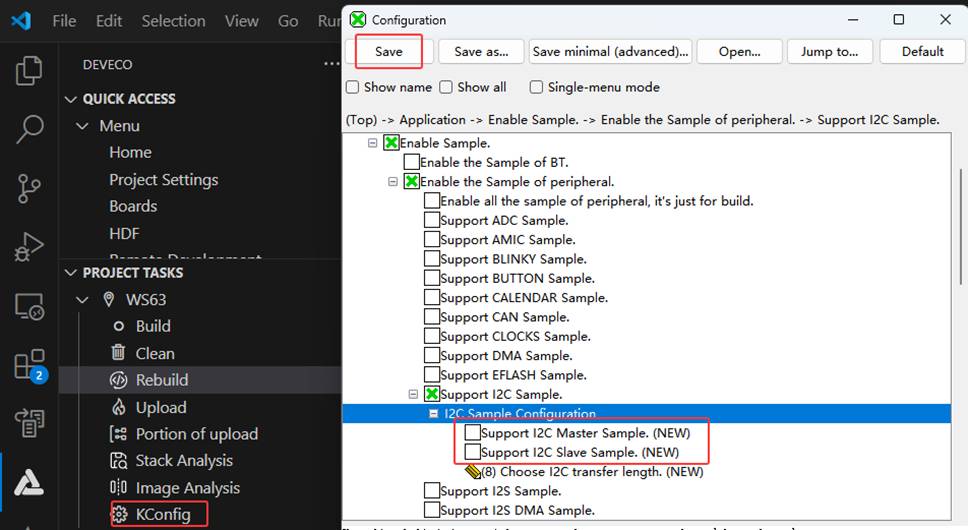 File Edit Selection View Go Run
DEVECO
QUICK ACCESS
Menu
Home
Project Settings
Boards
HDF
Remote Development
PROJECT TASKS
WS63
Build
Clean
Rebuild
Upload
Portion of upload
Stack Analysis
Image Analysis
KConfig
2
Configuration
Save Save as... Save minimal (advanced)... Open... Jump to... Default
Show name Show all Single-menu mode
(Top) -> Application -> Enable Sample. -> Enable the Sample of peripheral. -> Support I2C Sample.
Enable Sample.
Enable the Sample of BT.
Enable the Sample of peripheral.
Enable all the sample of peripheral, it's just for build.
Support ADC Sample.
Support AMIC Sample.
Support BLINKY Sample.
Support BUTTON Sample.
Support CALENDAR Sample.
Support CAN Sample.
Support CLOCKS Sample.
Support DMA Sample.
Support EFLASH Sample.
Support I2C Sample.
I2C Sample Configuration
Support I2C Master Sample. (NEW)
Support I2C Slave Sample. (NEW)
(8) Choose I2C transfer length. (NEW)
Support I2S Sample.
Support I2S DMA Sample.